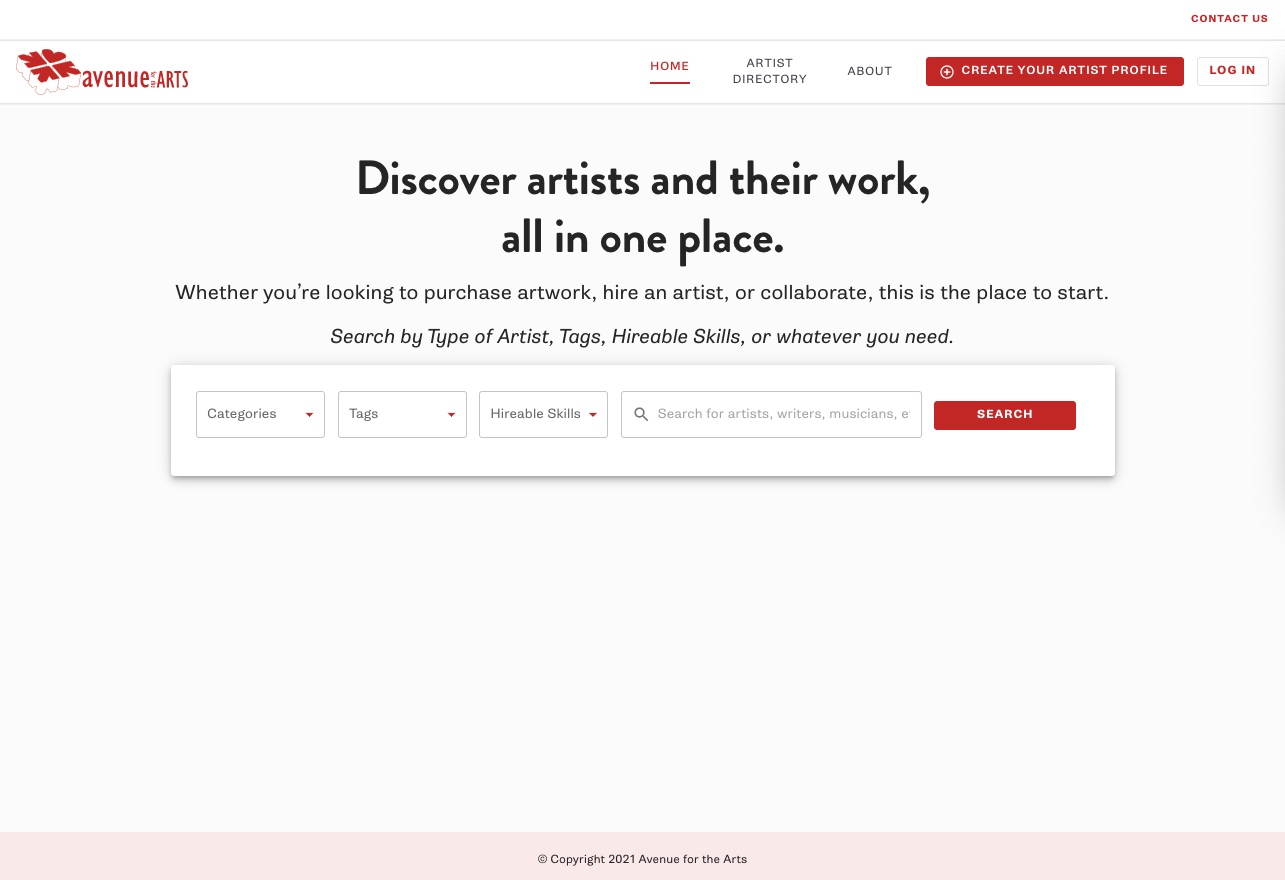 CONTACT US
avenue FOR THE ARTS
HOME
ARTIST
DIRECTORY
ABOUT
CREATE YOUR ARTIST PROFILE
LOG IN
Discover artists and their work,
all in one place.
Whether you’re looking to purchase artwork, hire an artist, or collaborate, this is the place to start.
Search by Type of Artist, Tags, Hireable Skills, or whatever you need.
Categories
Tags
Hireable Skills
Search for artists, writers, musicians, e
SEARCH
© Copyright 2021 Avenue for the Arts